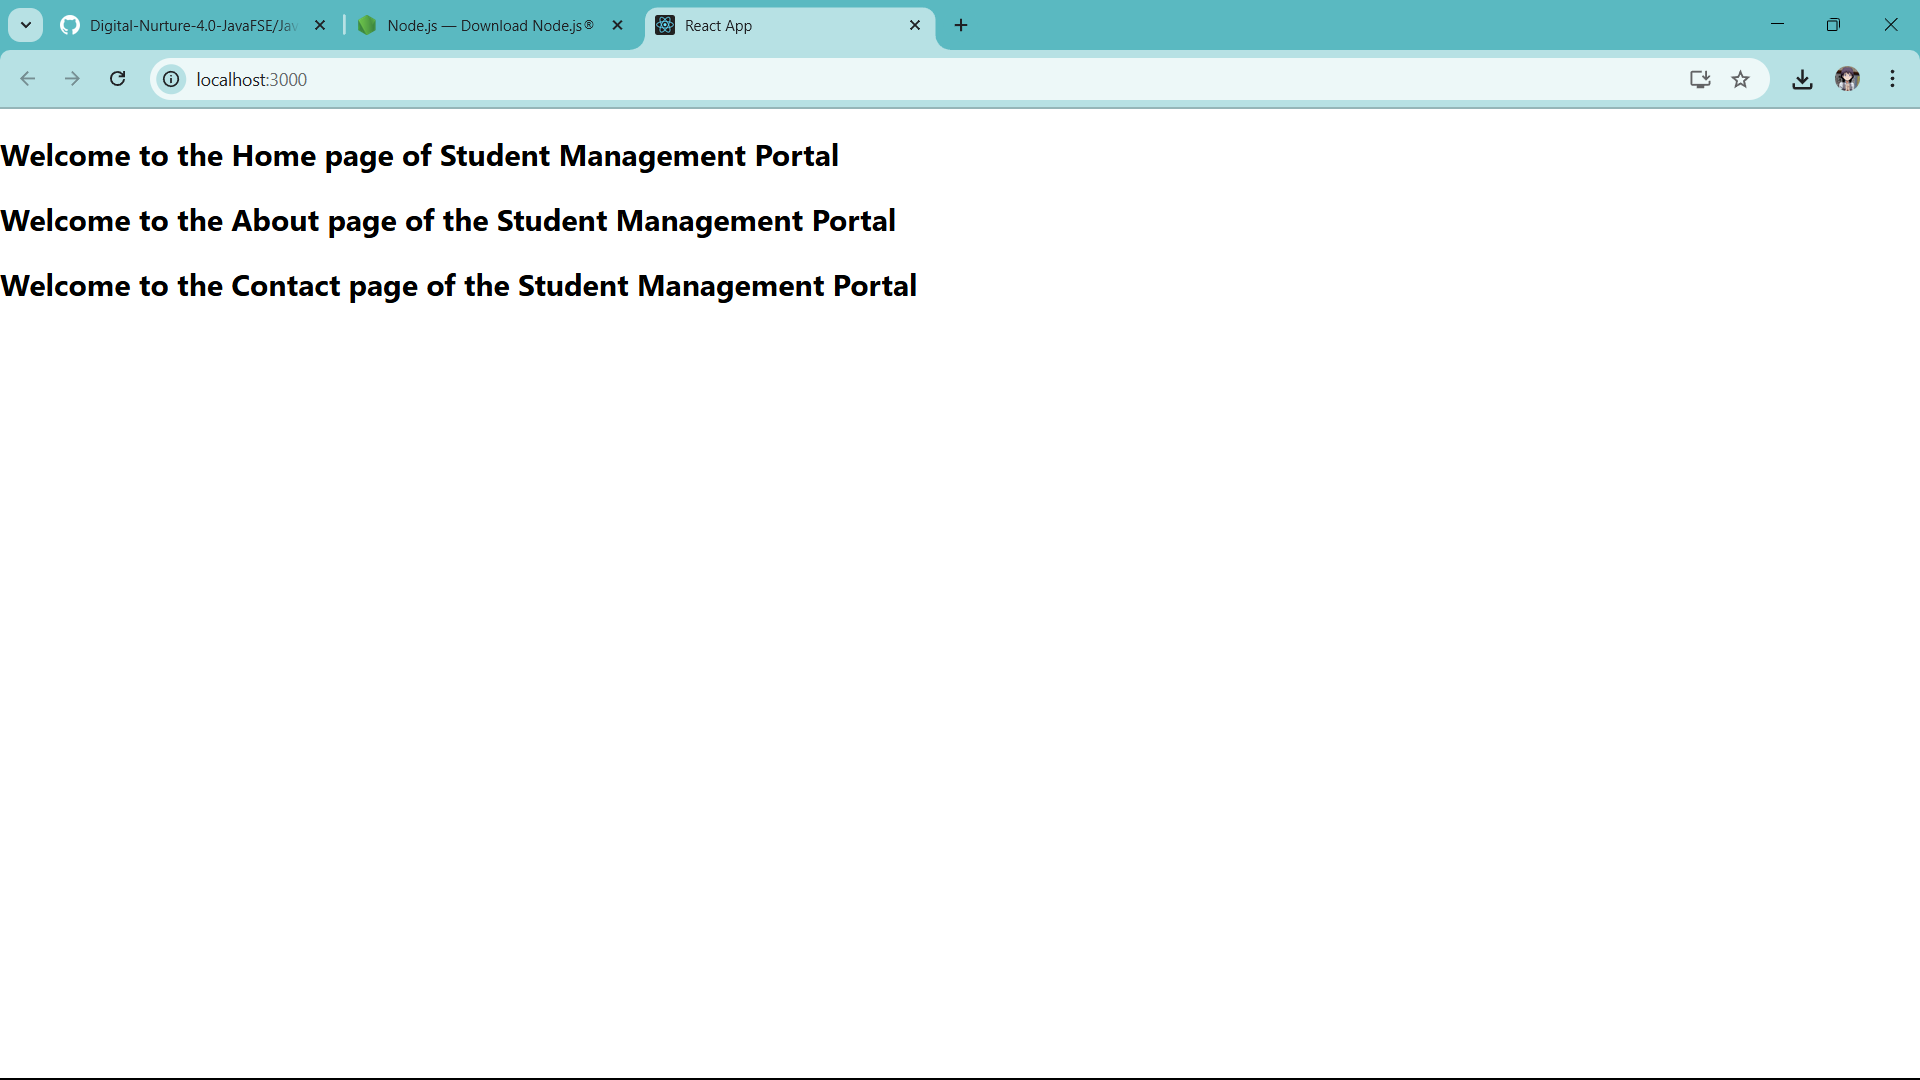 Digital-Nurture-4.0-JavaFSE/Jav
Node.js — Download Node.js®
React App
localhost:3000
Welcome to the Home page of Student Management Portal
Welcome to the About page of the Student Management Portal
Welcome to the Contact page of the Student Management Portal